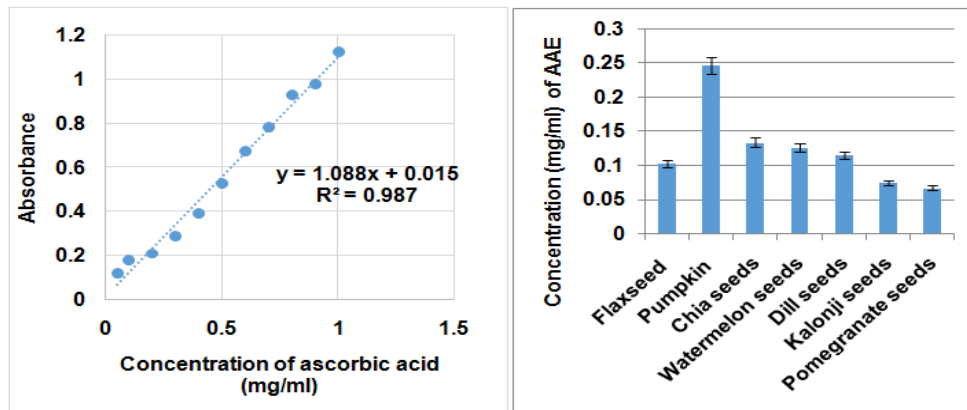 1.2
1
0.8
0.6
0.4
0.2
0
Absorbance
y = 1.088x + 0.015
R² = 0.987
0 0.5 1 1.5
Concentration of ascorbic acid
(mg/ml)
0.3
0.25
0.2
0.15
0.1
0.05
0
Concentration (mg/ml) of AAE
Flaxseed
Pumpkin
Chia seeds
Watermelon seeds
Dill seeds
Kalonji seeds
Pomegranate seeds